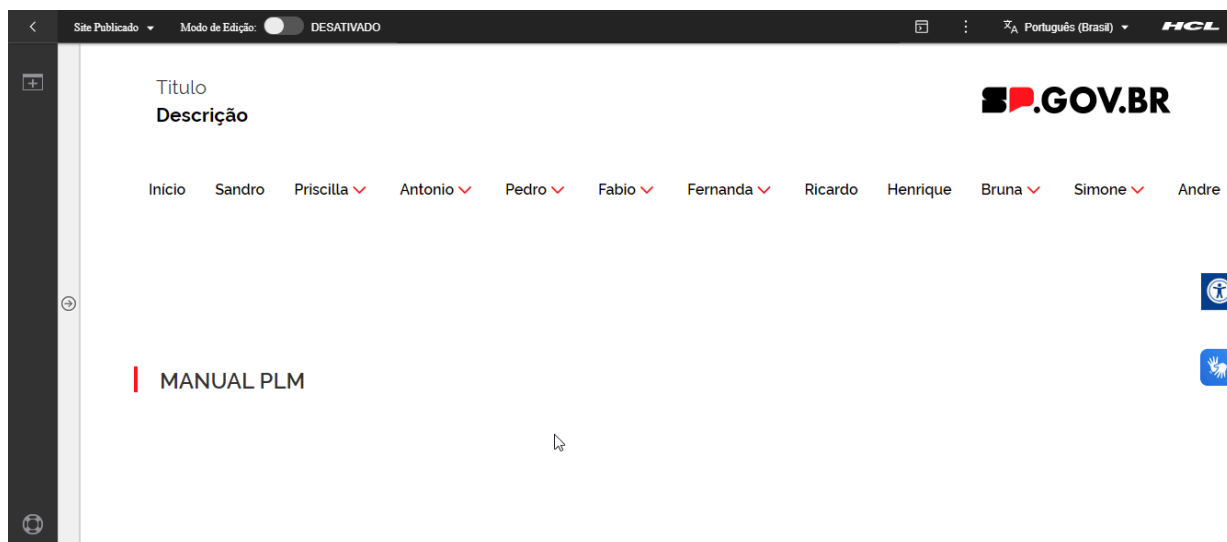 Site Publicado Modo de Edição: DESATIVADO Português (Brasil) HCL
Titulo
Descrição
SP.GOV.BR
Início Sandro Priscilla Antonio Pedro Fabio Fernanda Ricardo Henrique Bruna Simone Andre
MANUAL PLM